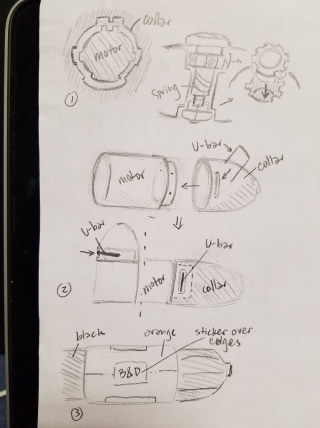 collar
motor
spring
①
U-bar
motor
collar
U-bar
U-bar
motor
collar
②
black
orange
sticker over
edges
B&D
③